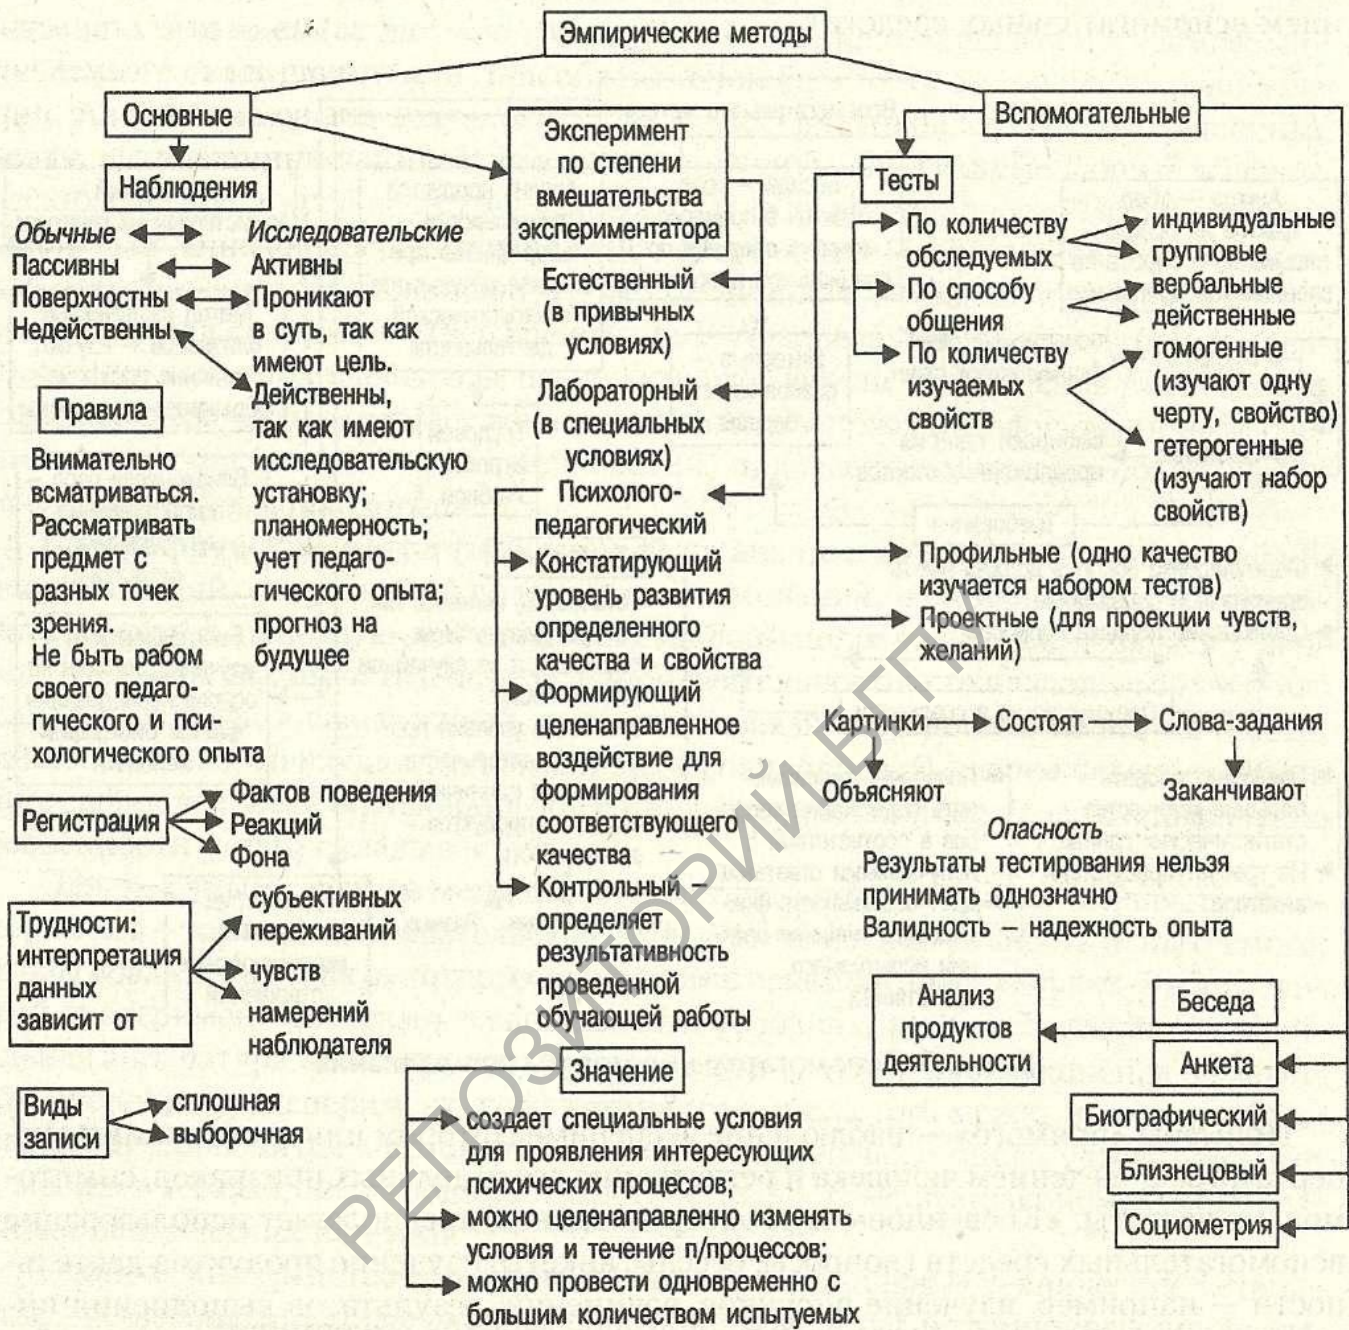 Эмпирические методы
Основные
Наблюдения
Обычные
Исследовательские
Пассивны
Активны
Поверхностны
Проникают
в суть, так как
имеют цель.
Недейственны
Действенны,
так как имеют
исследовательскую
установку;
планомерность;
учет педаго-
гического опыта;
прогноз на
будущее
Правила
Внимательно
всматриваться.
Рассматривать
предмет с
разных точек
зрения.
Не быть рабом
своего педаго-
гического и пси-
хологического опыта
Регистрация
Фактов поведения
Реакций
Фона
Трудности:
интерпретация
данных
зависит от
субъективных
переживаний
чувств
намерений
наблюдателя
Виды
записи
сплошная
выборочная
Эксперимент
по степени
вмешательства
экспериментатора
Естественный
(в привычных
условиях)
Лабораторный
(в специальных
условиях)
Психолого-
педагогический
Констатирующий
уровень развития
определенного
качества и свойства
Формирующий
целенаправленное
воздействие для
формирования
соответствующего
качества
Контрольный –
определяет
результативность
проведенной
обучающей работы
Значение
создает специальные условия
для проявления интересующих
психических процессов;
можно целенаправленно изменять
условия и течение п/процессов;
можно провести одновременно с
большим количеством испытуемых
Вспомогательные
Тесты
По количеству
обследуемых
индивидуальные
групповые
По способу
общения
вербальные
действенные
По количеству
изучаемых
свойств
гомогенные
(изучают одну
черту, свойство)
гетерогенные
(изучают набор
свойств)
Профильные (одно качество
изучается набором тестов)
Проектные (для проекции чувств,
желаний)
Картинки
Состоят
Слова-задания
Объясняют
Заканчивают
Опасность
Результаты тестирования нельзя
принимать однозначно
Валидность – надежность опыта
Анализ
продуктов
деятельности
Беседа
Анкета
Биографический
Близнецовый
Социометрия
РЕПОЗИТОРИЙ БГПУ